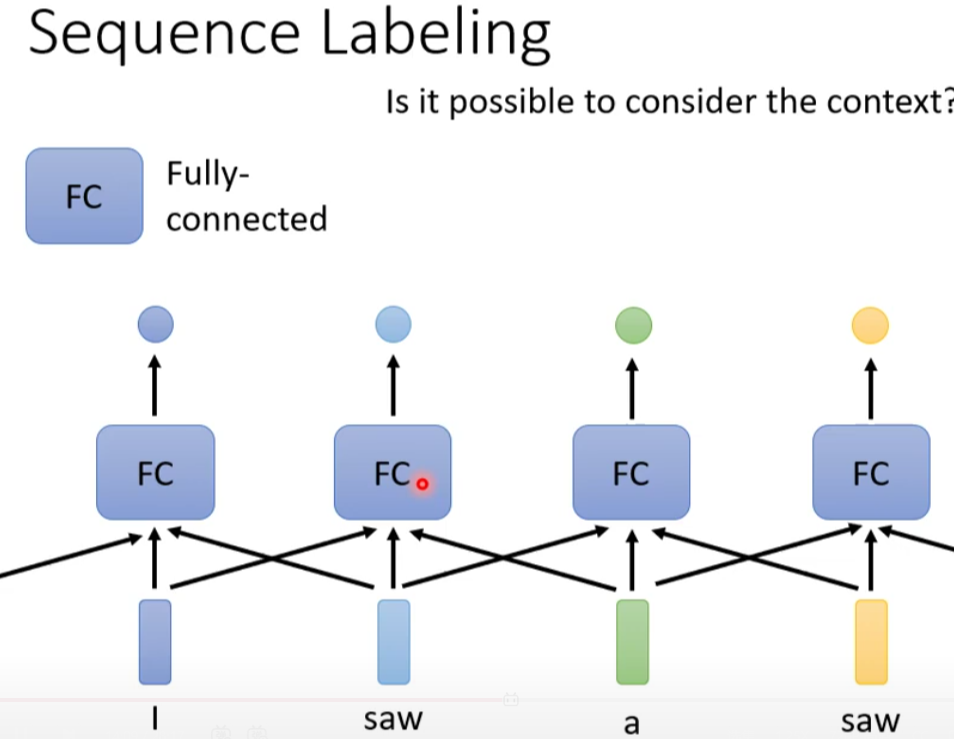 Sequence Labeling
Is it possible to consider the context?
FC
Fully-
connected
FC FC FC FC
I saw a saw